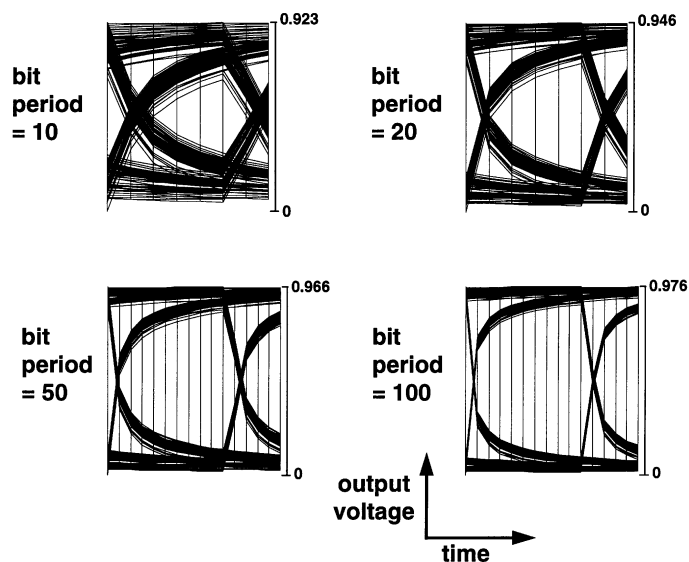 0.923
bit
period
= 10
0
0.946
bit
period
= 20
0
0.966
bit
period
= 50
0
0.976
bit
period
= 100
0
output
voltage
time